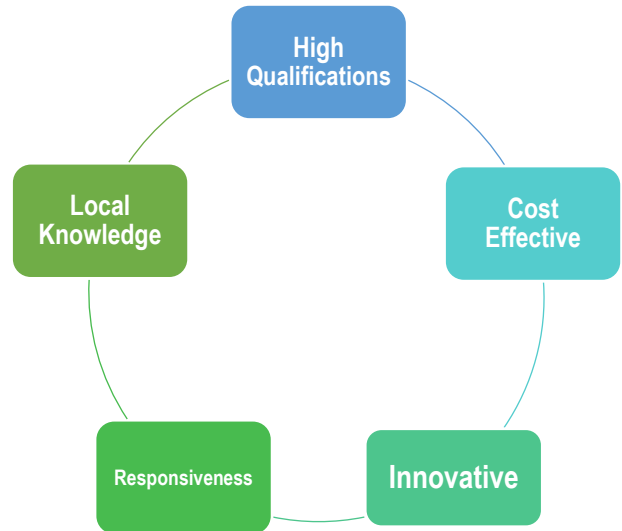 High
Qualifications
Cost
Effective
Innovative
Responsiveness
Local
Knowledge